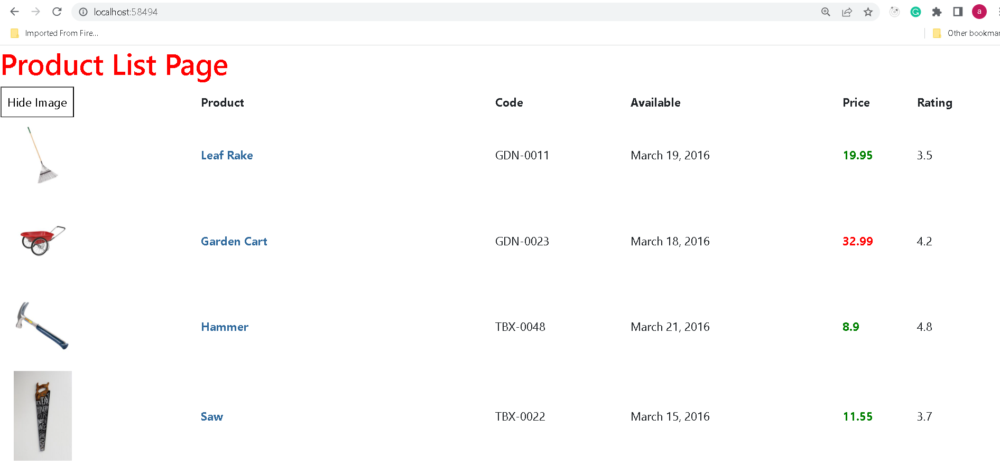 localhost:58494
a
Imported From Fire...
Other bookmar
Product List Page
Hide Image Product Code Available Price Rating
Leaf Rake GDN-0011 March 19, 2016 19.95 3.5
Garden Cart GDN-0023 March 18, 2016 32.99 4.2
Hammer TBX-0048 March 21, 2016 8.9 4.8
EVERY
HUNGRY
NOT
Saw TBX-0022 March 15, 2016 11.55 3.7